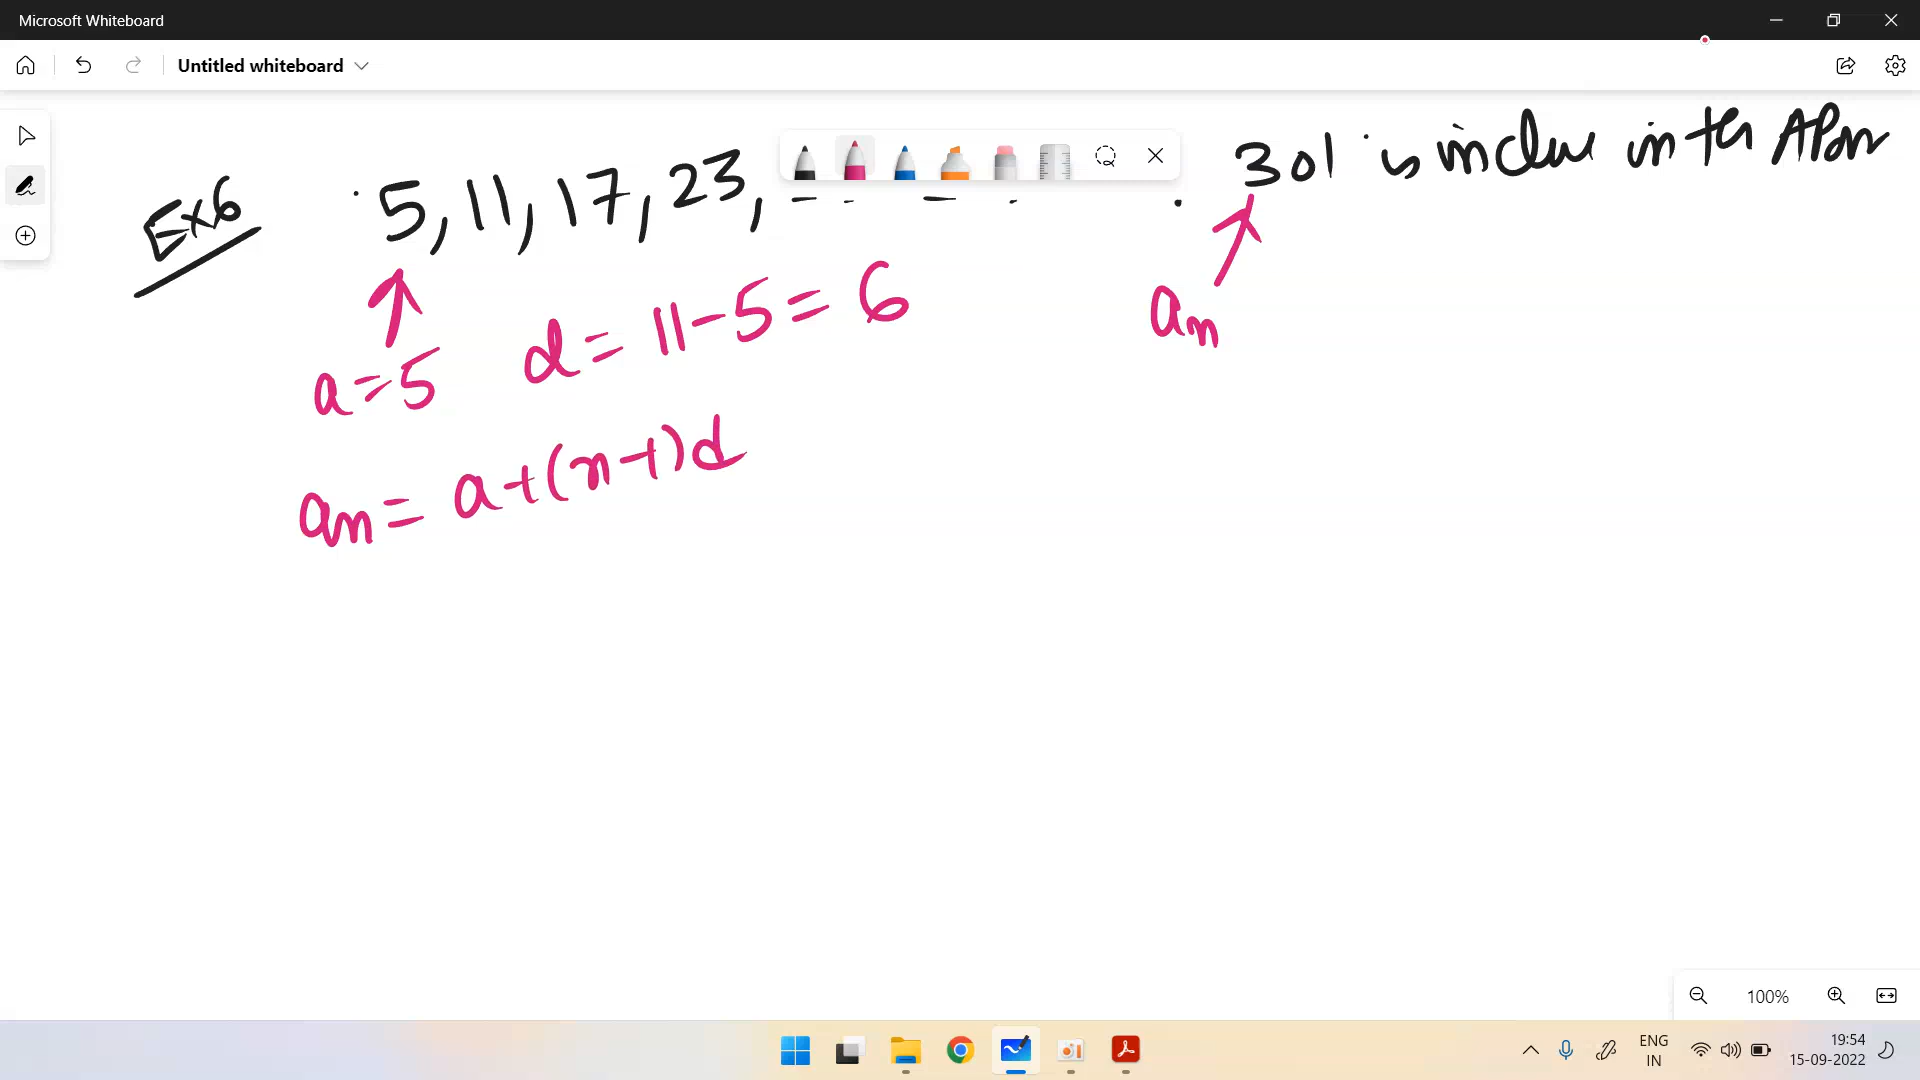 Microsoft Whiteboard
Untitled whiteboard
Ex6
5, 11, 17, 23, -- - . . 301 is in the AP or
a=5 d= 11-5= 6
an
an= a+(n-1)d
100%
ENG
IN
19:54
15-09-2022